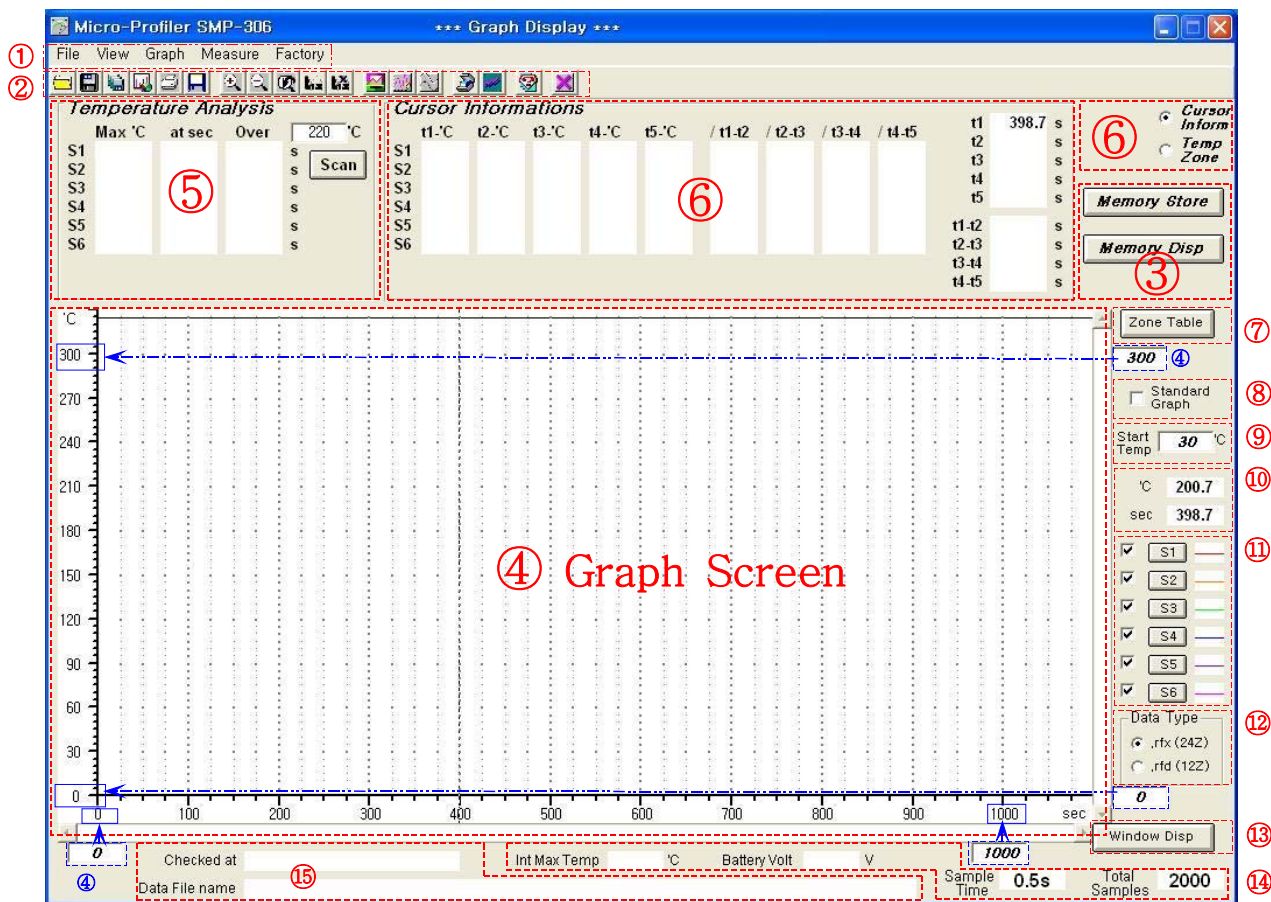 Micro-Profiler SMP-306 *** Graph Display ***
① File View Graph Measure Factory
②
Temperature Analysis
Max 'C at sec Over 220 'C
S1 s
S2 s Scan
S3 s
S4 s
S5 s
S6 s
⑤
Cursor Informations
t1-'C t2-'C t3-'C t4-'C t5-'C / t1-t2 / t2-t3 / t3-t4 / t4-t5
S1
S2
S3
S4
S5
S6
⑥
t1 398.7 s
t2 s
t3 s
t4 s
t5 s
t1-t2 s
t2-t3 s
t3-t4 s
t4-t5 s
⑥
Cursor Inform
Temp Zone
Memory Store
Memory Disp
③
'C
300
270
240
210
180
150
120
90
60
30
0
④ Graph Screen
0 100 200 300 400 500 600 700 800 900 1000 sec
Zone Table ⑦
300 ④
Standard Graph ⑧
Start Temp 30 'C ⑨
'C 200.7 ⑩
sec 398.7
S1 ⑪
S2
S3
S4
S5
S6
Data Type ⑫
.rfx (24Z)
.rfd (12Z)
0
Window Disp ⑬
0
④
1000
Checked at
Int Max Temp 'C Battery Volt V
Data File name
⑮
Sample Time 0.5s Total Samples 2000 ⑭